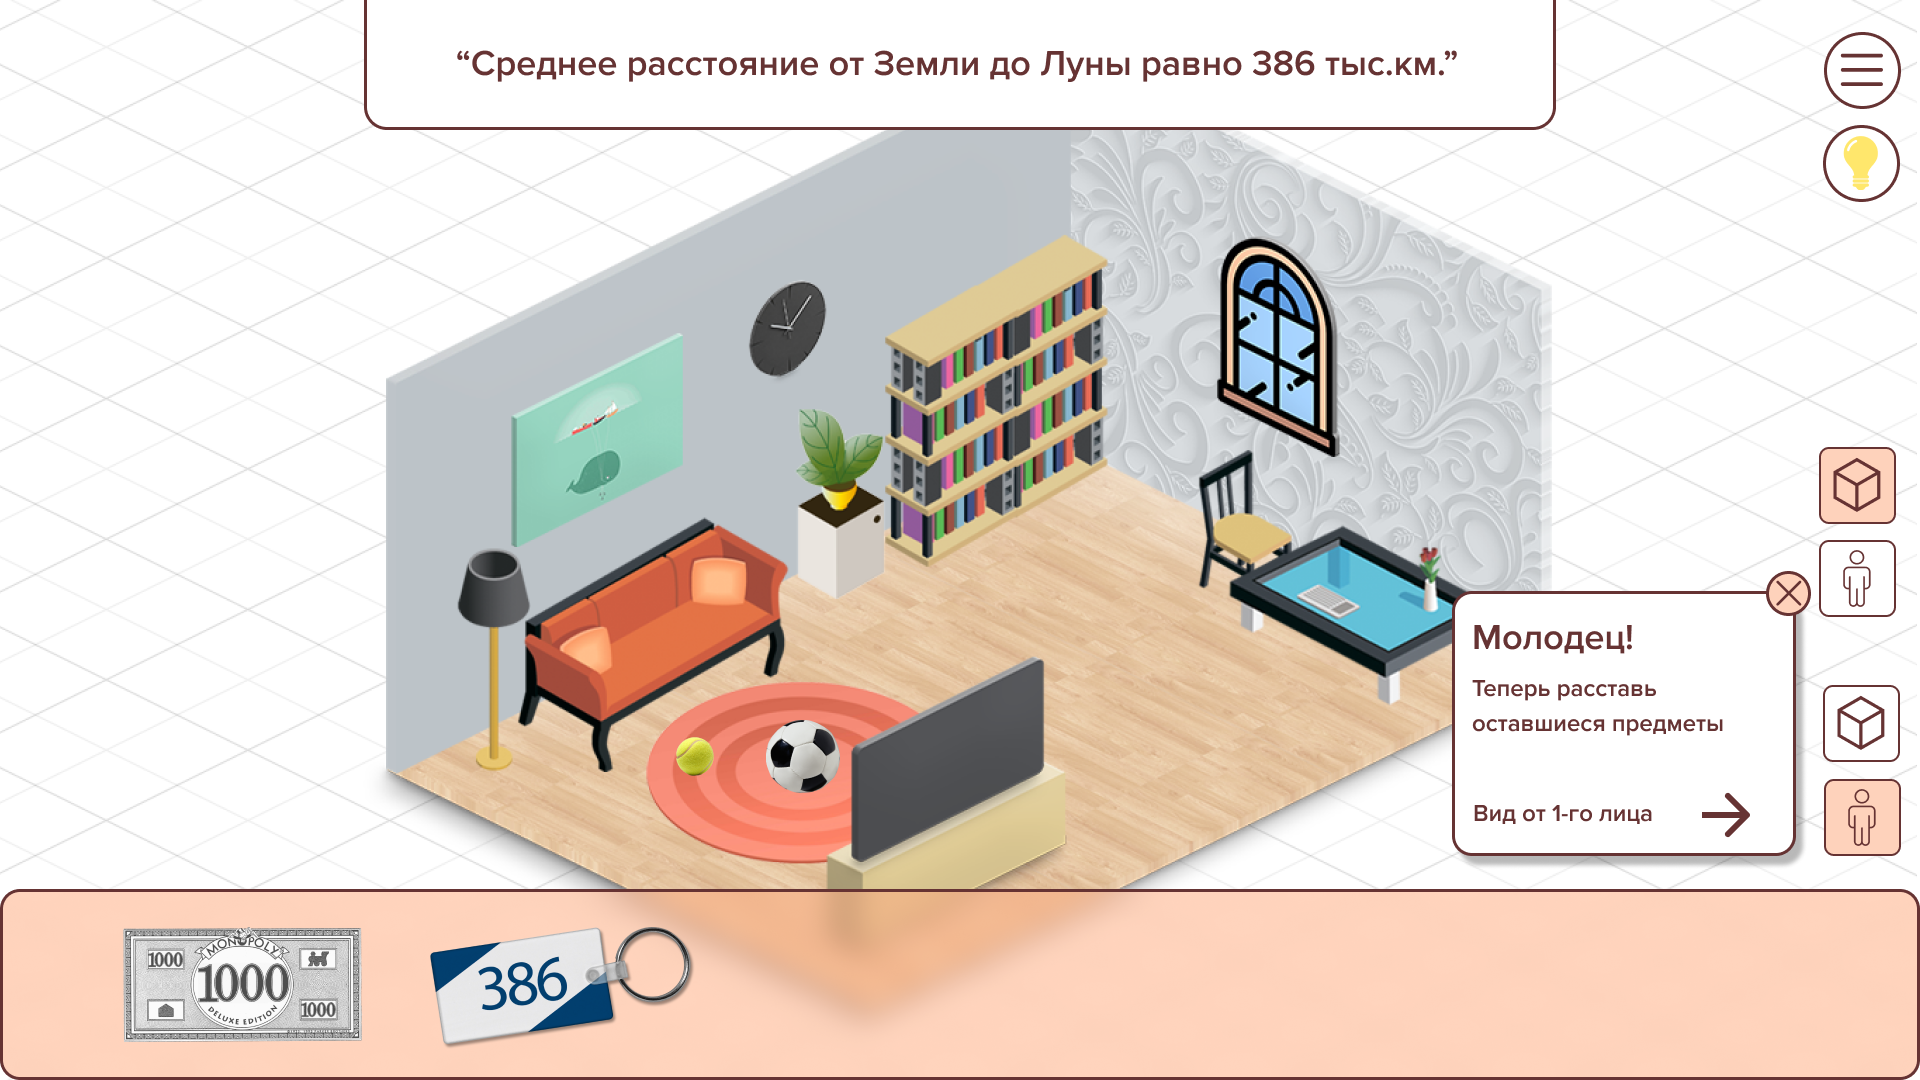 “Среднее расстояние от Земли до Луны равно 386 тыс.км.”
Молодец!
Теперь расставь
оставшиеся предметы
Вид от 1-го лица
MONOPOLY
1000
1000
DELUXE EDITION
1000
386